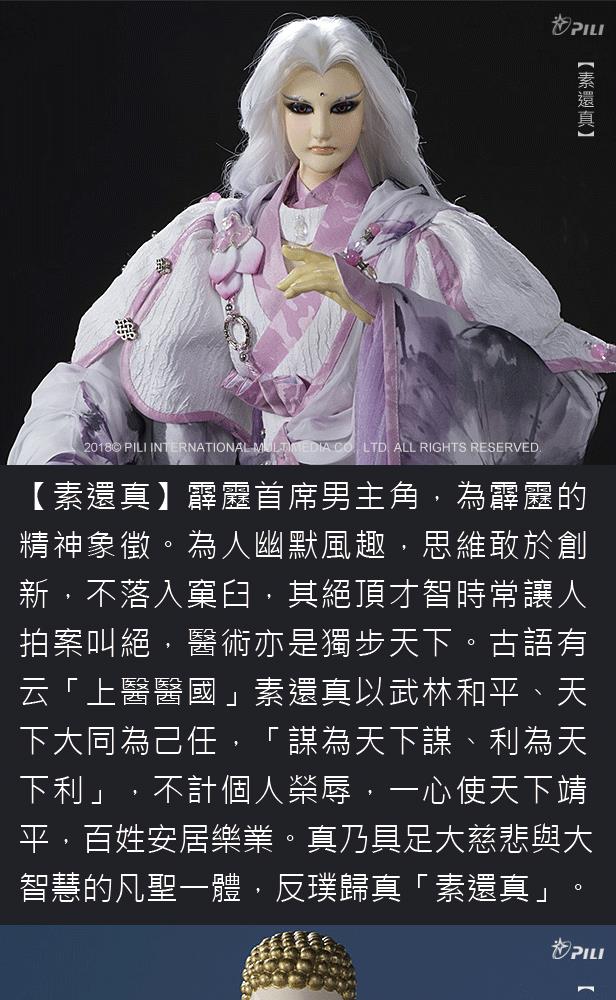 PILI
【素還真】
2018© PILI INTERNATIONAL MULTIMEDIA CO., LTD. ALL RIGHTS RESERVED.
【素還真】霹靂首席男主角，為霹靂的
精神象徵。為人幽默風趣，思維敢於創
新，不落入窠臼，其絕頂才智時常讓人
拍案叫絕，醫術亦是獨步天下。古語有
云「上醫醫國」素還真以武林和平、天
下大同為己任，「謀為天下謀、利為天
下利」，不計個人榮辱，一心使天下靖
平，百姓安居樂業。真乃具足大慈悲與大
智慧的凡聖一體，反璞歸真「素還真」。
PILI
【